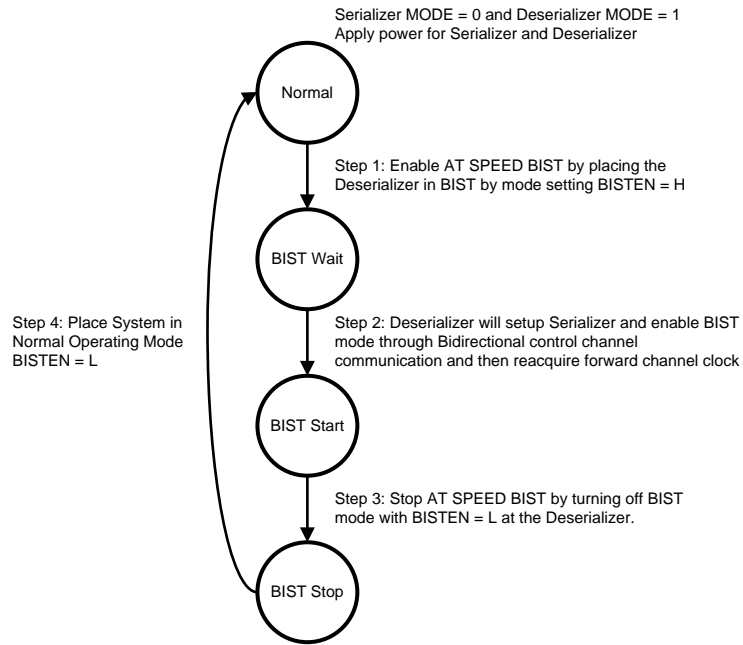 Serializer MODE = 0 and Deserializer MODE = 1
Apply power for Serializer and Deserializer
Normal
Step 1: Enable AT SPEED BIST by placing the
Deserializer in BIST by mode setting BISTEN = H
BIST Wait
Step 4: Place System in
Normal Operating Mode
BISTEN = L
Step 2: Deserializer will setup Serializer and enable BIST
mode through Bidirectional control channel
communication and then reacquire forward channel clock
BIST Start
Step 3: Stop AT SPEED BIST by turning off BIST
mode with BISTEN = L at the Deserializer.
BIST Stop